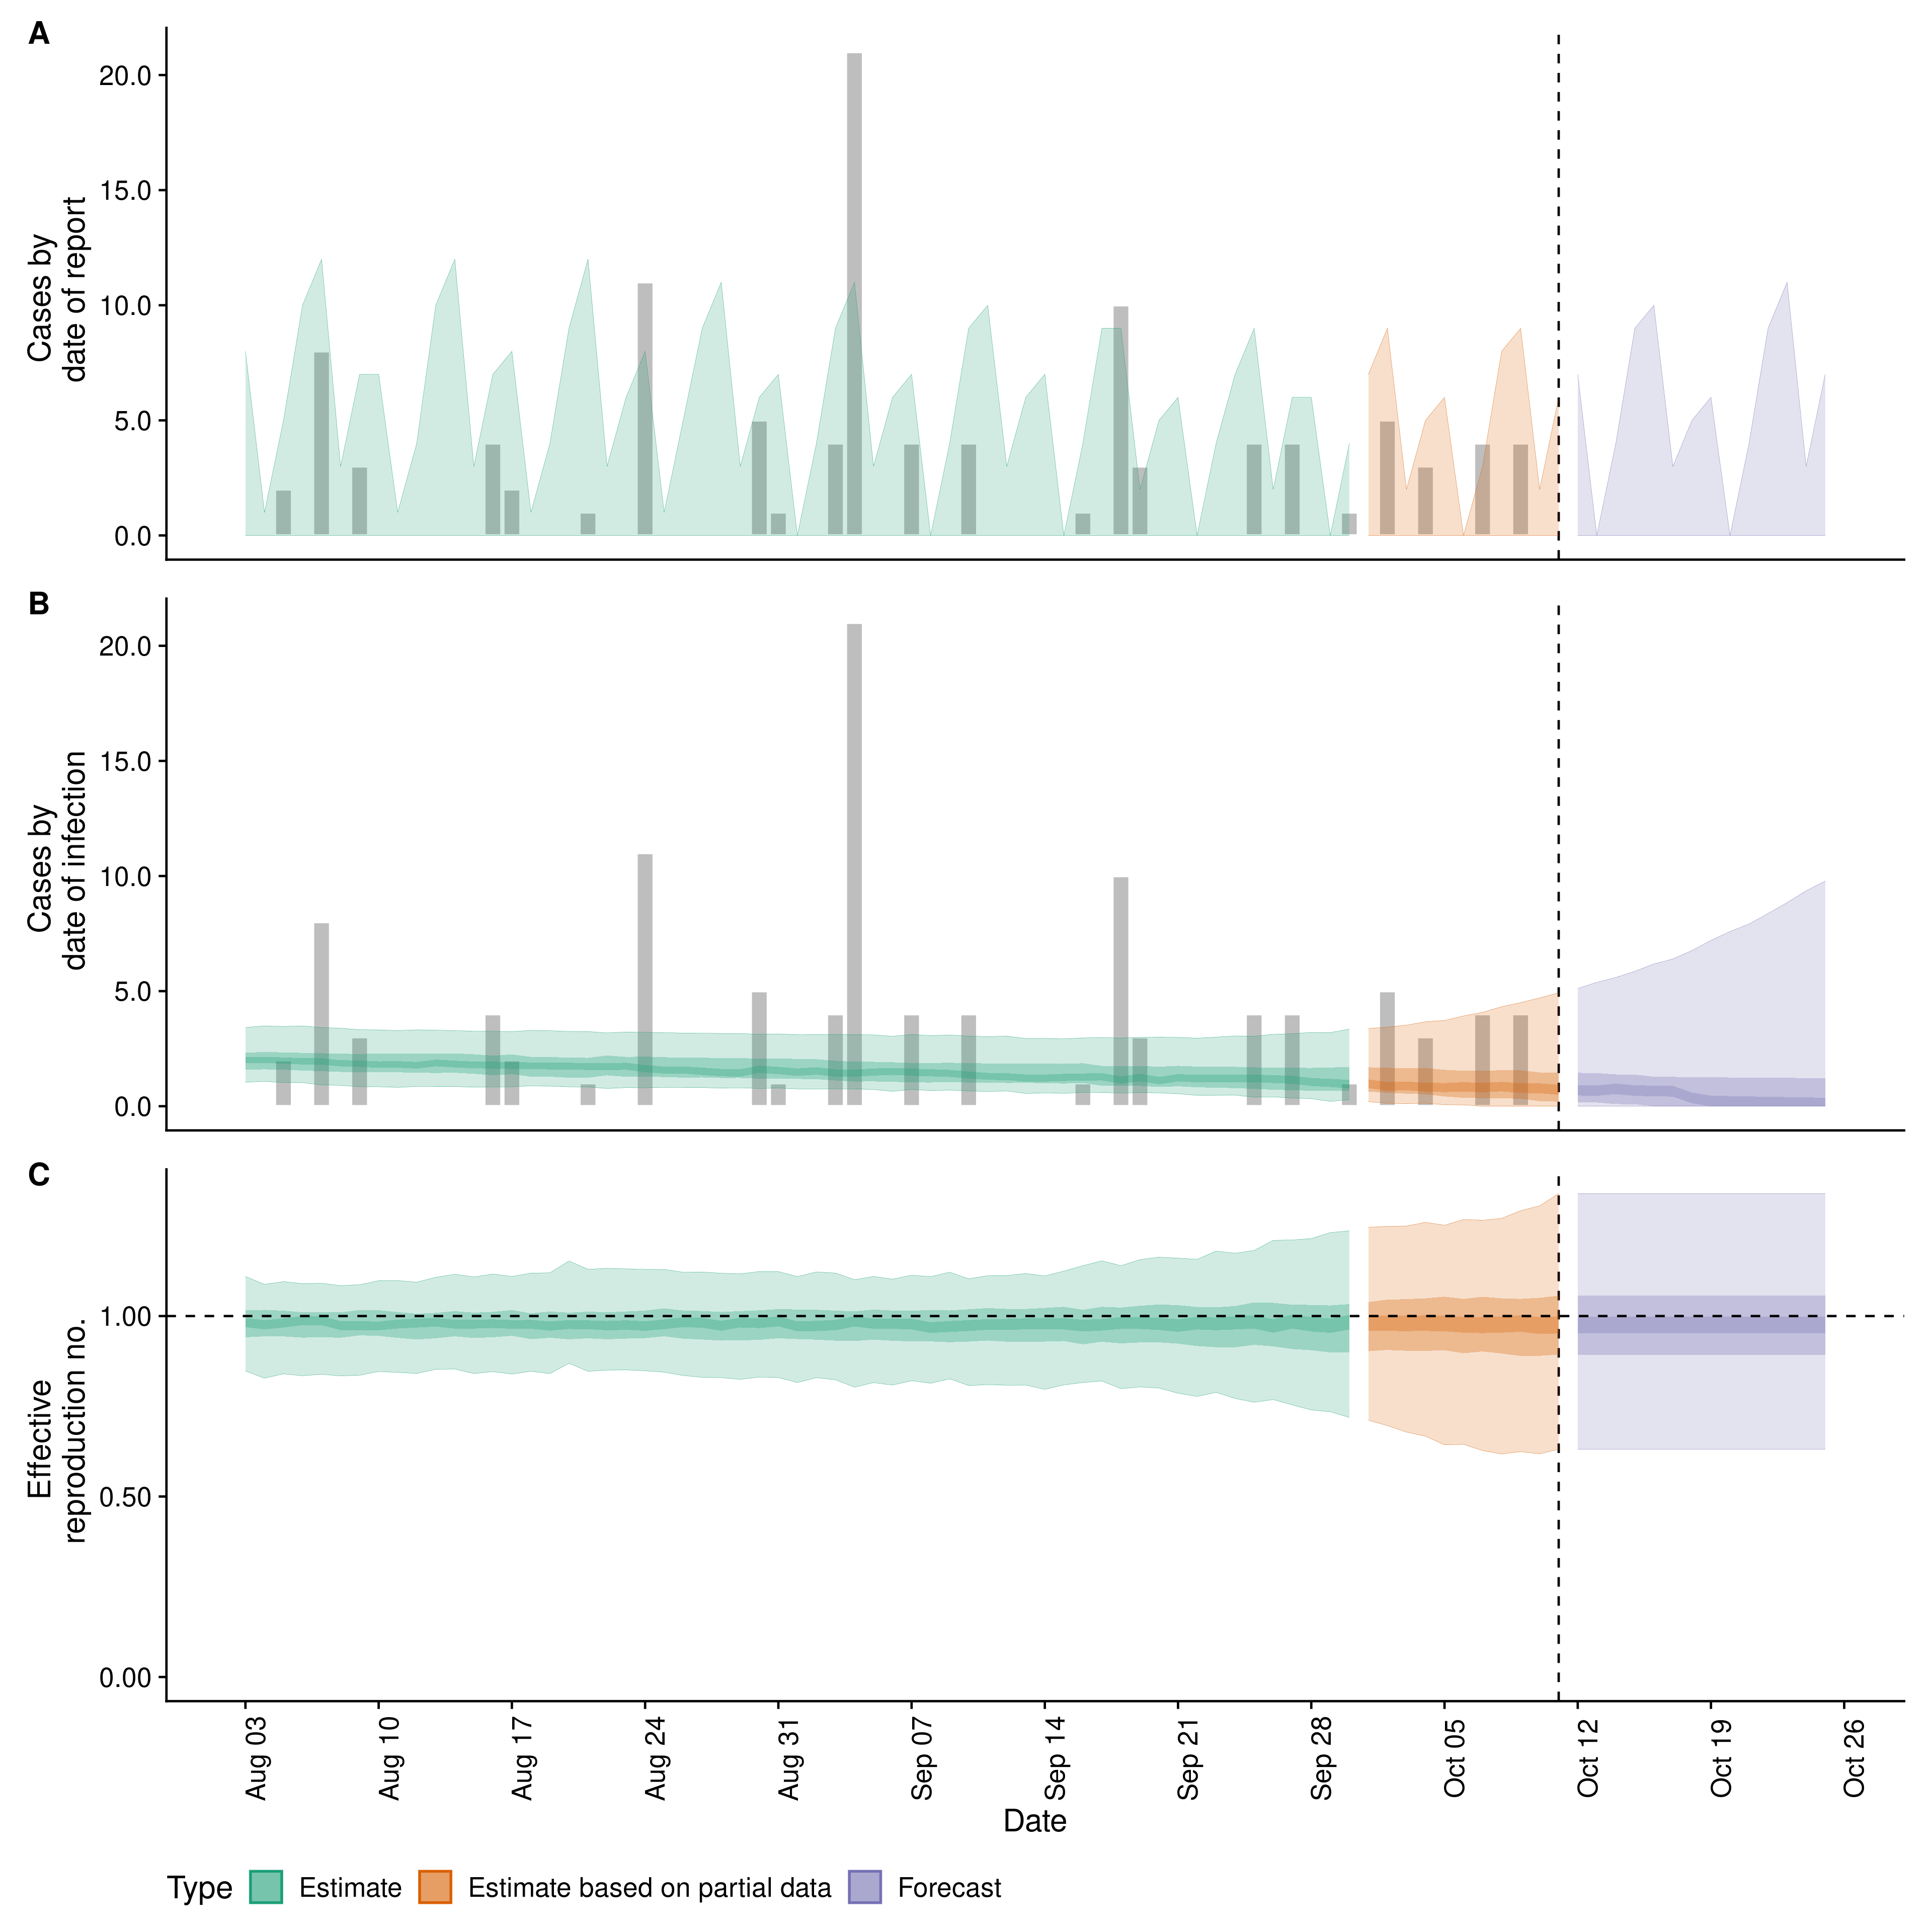 A
Cases by
date of report
20.0
15.0
10.0
5.0
0.0
B
Cases by
date of infection
20.0
15.0
10.0
5.0
0.0
C
Effective
reproduction no.
1.00
0.50
0.00
Aug 03
Aug 10
Aug 17
Aug 24
Aug 31
Sep 07
Sep 14
Sep 21
Sep 28
Oct 05
Oct 12
Oct 19
Oct 26
Date
Type Estimate Estimate based on partial data Forecast